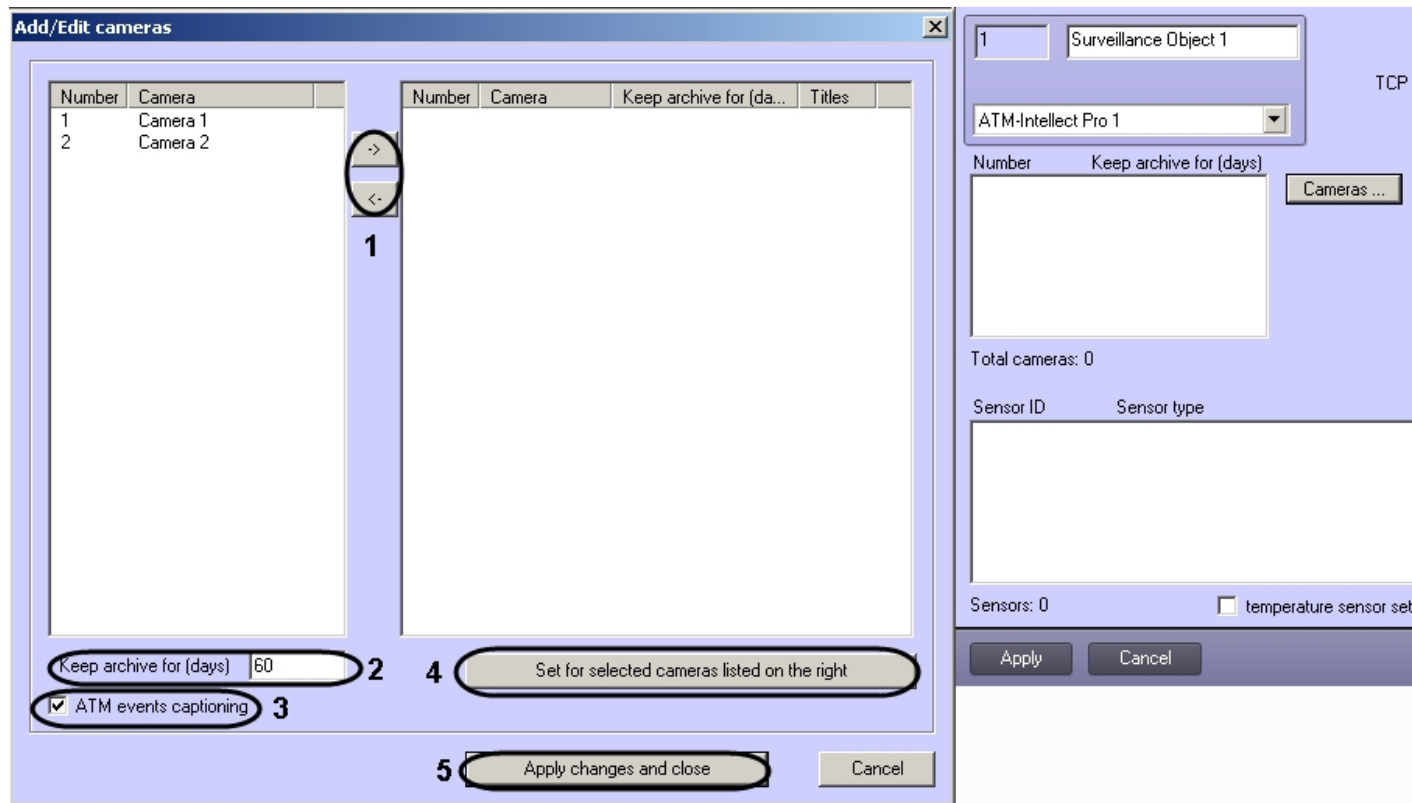 Add/Edit cameras
Number Camera
1 Camera 1
2 Camera 2
->
<-
1
Number Camera Keep archive for (da... Titles
Keep archive for (days) 60
2
ATM events captioning
3
4
Set for selected cameras listed on the right
5
Apply changes and close
Cancel
1 Surveillance Object 1
TCP
ATM-Intellect Pro 1
Number Keep archive for (days)
Cameras ...
Total cameras: 0
Sensor ID Sensor type
Sensors: 0
temperature sensor set
Apply Cancel